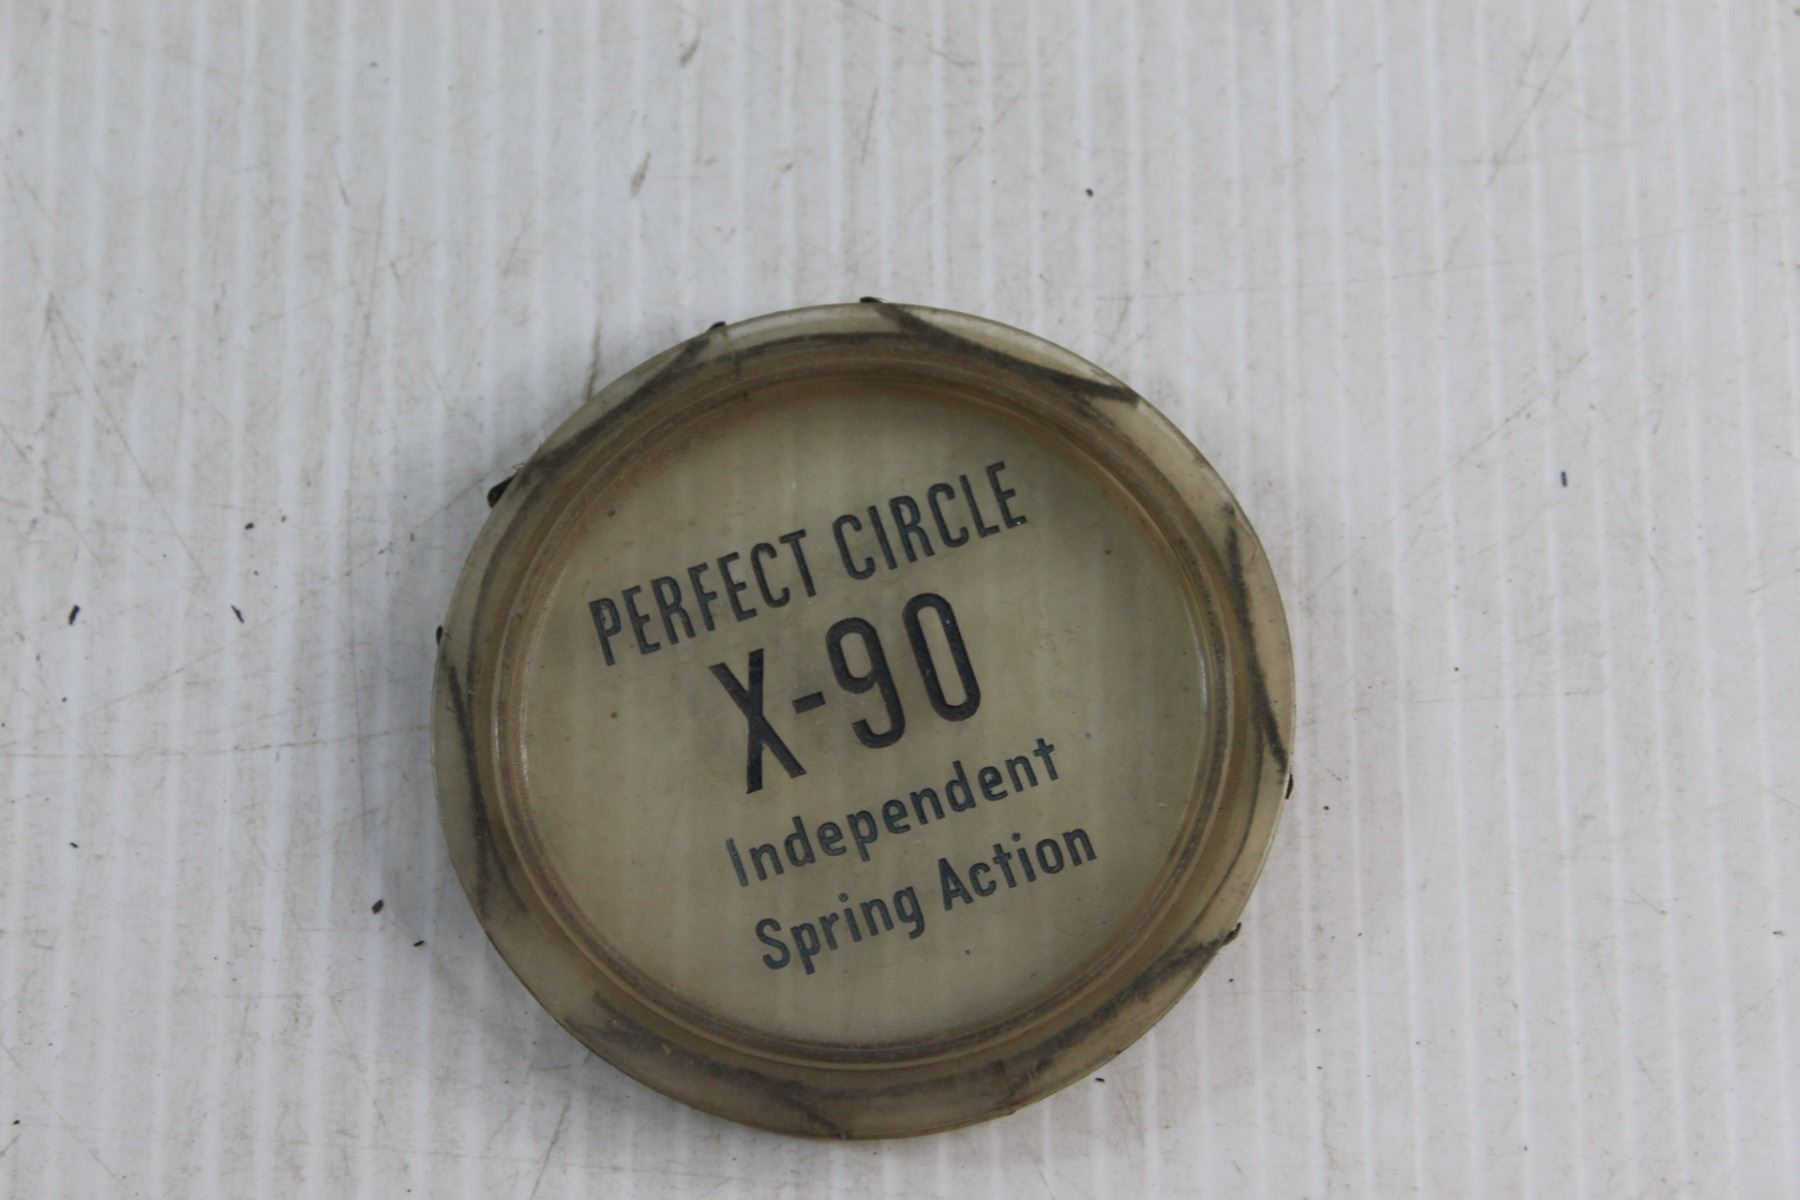 PERFECT CIRCLE
X-90
Independent
Spring Action